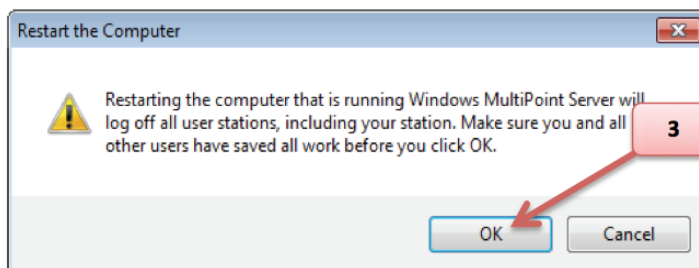 Restart the Computer
Restarting the computer that is running Windows MultiPoint Server will
log off all user stations, including your station. Make sure you and all
3
other users have saved all work before you click OK.
OK
Cancel